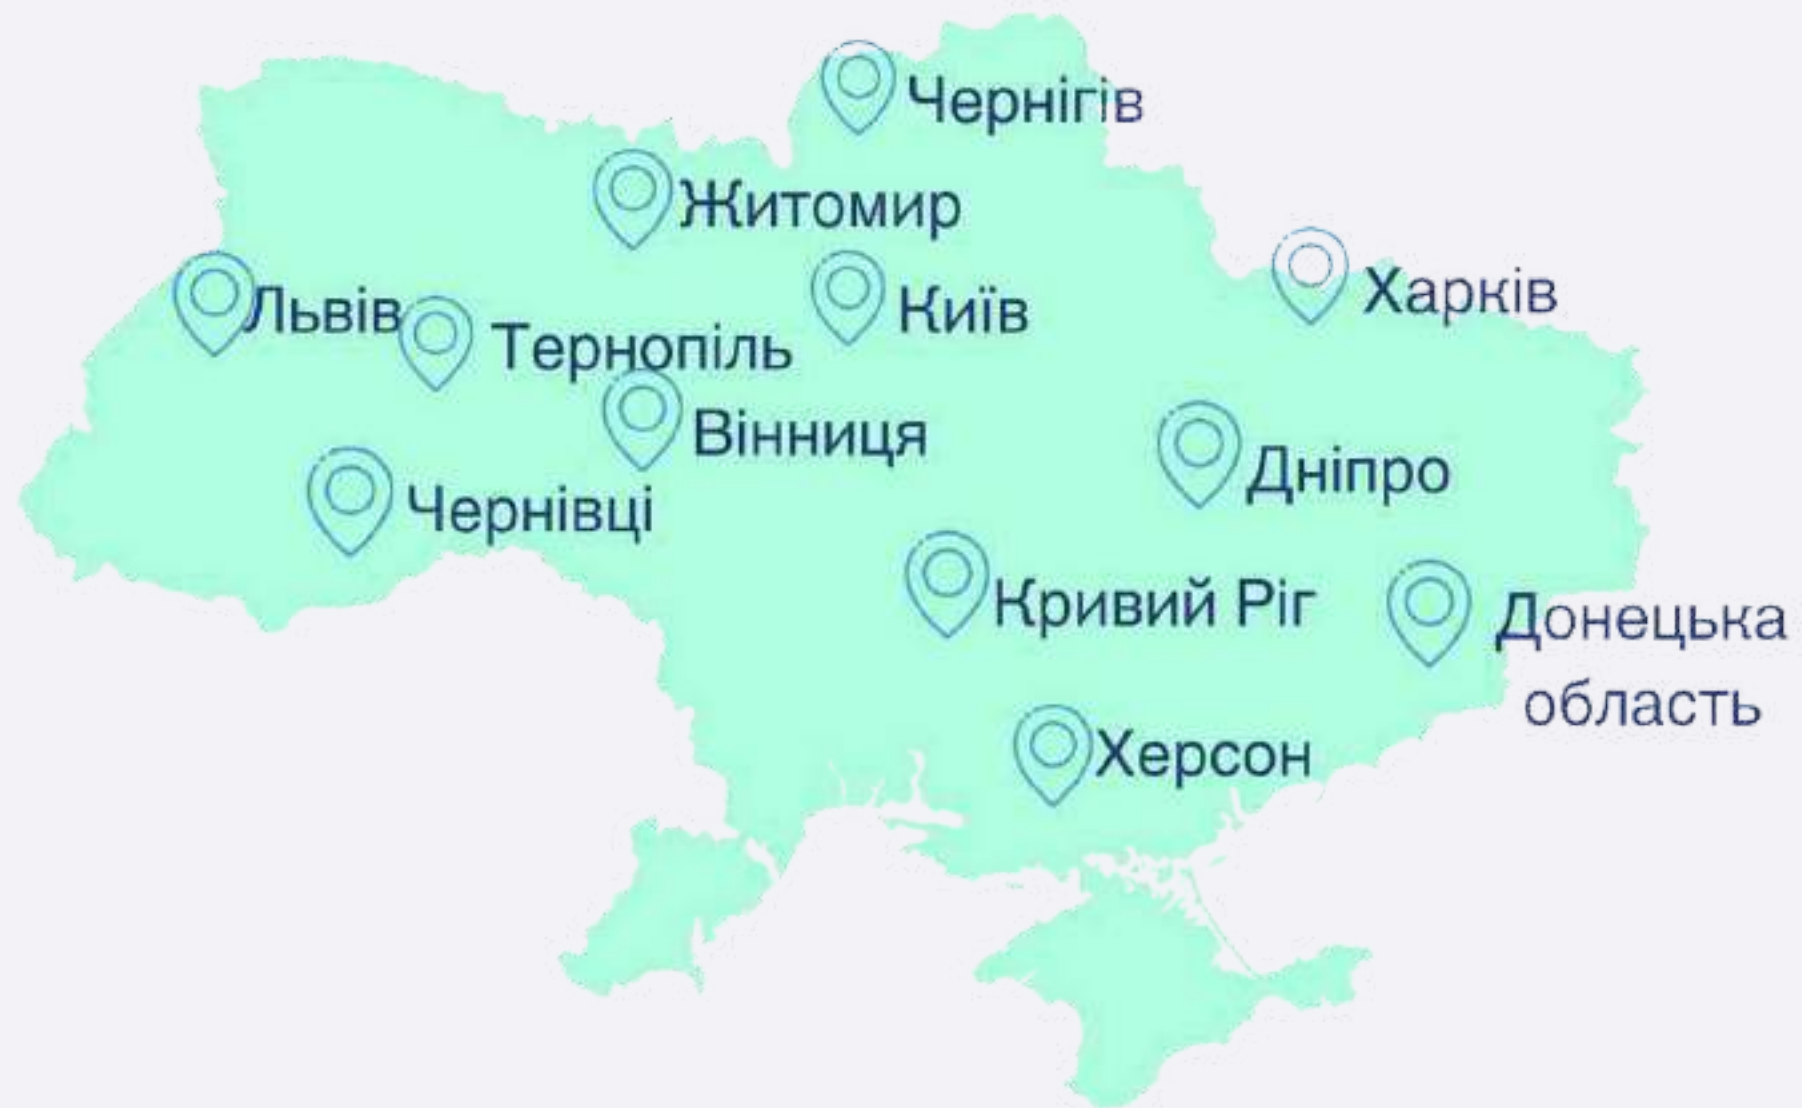 Чернігів
Житомир
Харків
Львів
Київ
Тернопіль
Вінниця
Дніпро
Чернівці
Кривий Ріг
Донецька
область
Херсон